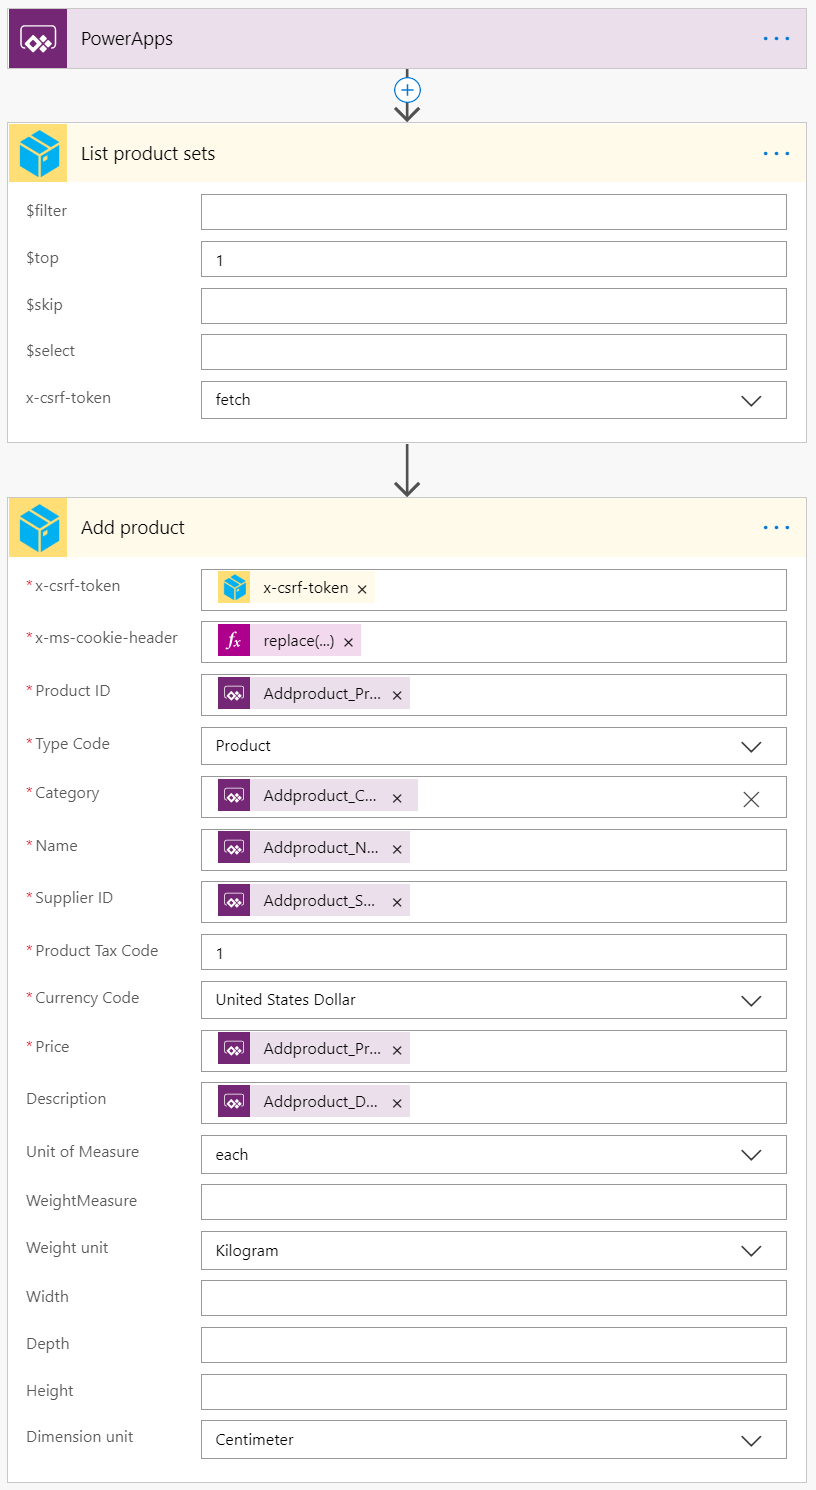 PowerApps
List product sets
$filter
$top 1
$skip
$select
x-csrf-token fetch
Add product
* x-csrf-token x-csrf-token ×
* x-ms-cookie-header fx replace(...) ×
* Product ID Addproduct_Pr... ×
* Type Code Product
* Category Addproduct_C... ×
* Name Addproduct_N... ×
* Supplier ID Addproduct_S... ×
* Product Tax Code 1
* Currency Code United States Dollar
* Price Addproduct_Pr... ×
Description Addproduct_D... ×
Unit of Measure each
WeightMeasure
Weight unit Kilogram
Width
Depth
Height
Dimension unit Centimeter